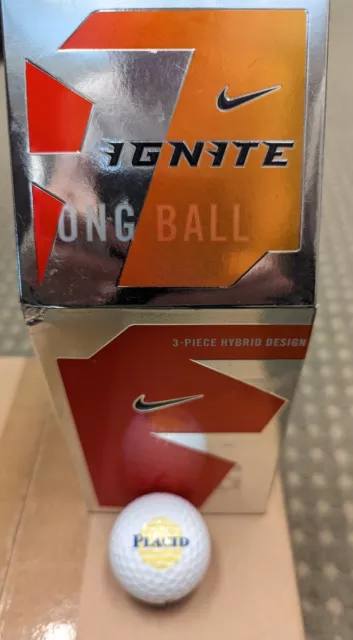 IGNITE
ONG BALL
3-PIECE HYBRID DESIGN
PLACID